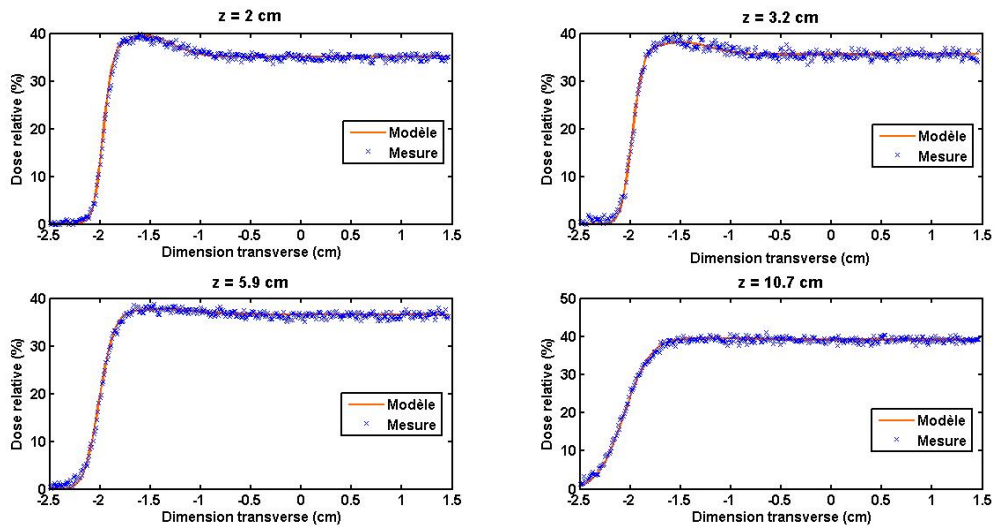 z = 2 cm
Dose relative (%)
40
30
20
10
0
Modèle
Mesure
-2.5 -2 -1.5 -1 -0.5 0 0.5 1 1.5
Dimension transverse (cm)
z = 3.2 cm
Dose relative (%)
40
30
20
10
0
Modèle
Mesure
-2.5 -2 -1.5 -1 -0.5 0 0.5 1 1.5
Dimension transverse (cm)
z = 5.9 cm
Dose relative (%)
40
30
20
10
0
Modèle
Mesure
-2.5 -2 -1.5 -1 -0.5 0 0.5 1 1.5
Dimension transverse (cm)
z = 10.7 cm
Dose relative (%)
50
40
30
20
10
0
Modèle
Mesure
-2.5 -2 -1.5 -1 -0.5 0 0.5 1 1.5
Dimension transverse (cm)